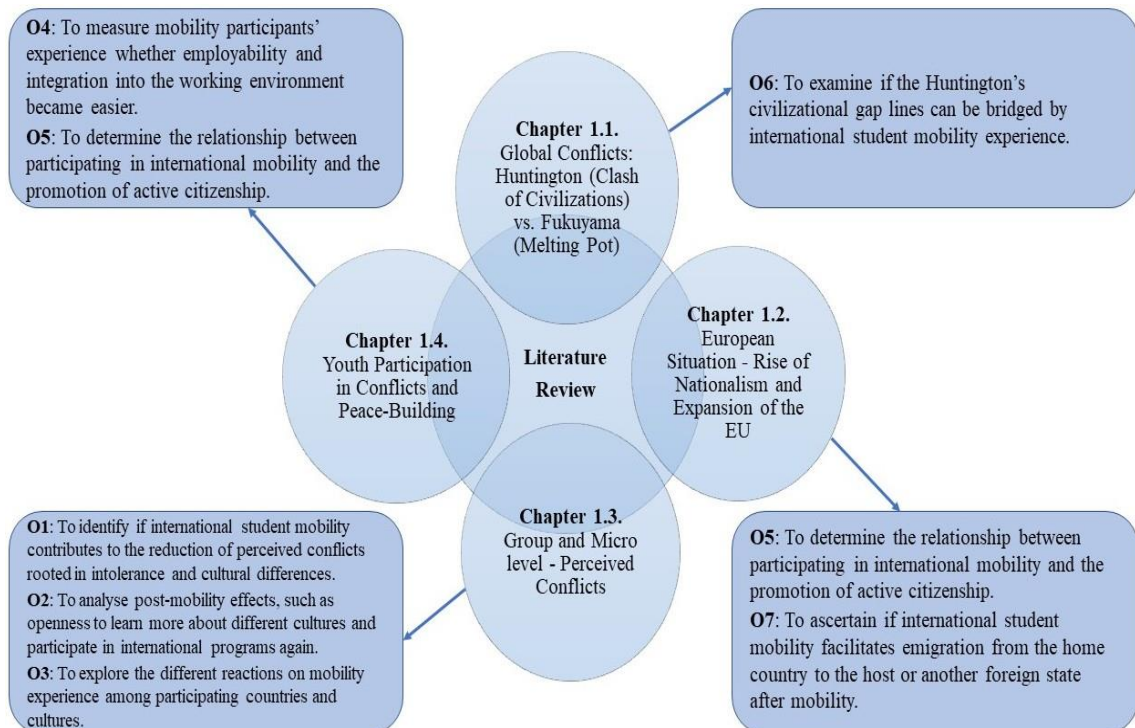 O4: To measure mobility participants’
experience whether employability and
integration into the working environment
became easier.
O5: To determine the relationship between
participating in international mobility and the
promotion of active citizenship.
O6: To examine if the Huntington’s
civilizational gap lines can be bridged by
international student mobility experience.
Chapter 1.1.
Global Conflicts:
Huntington (Clash
of Civilizations)
vs. Fukuyama
(Melting Pot)
Chapter 1.4.
Youth Participation
in Conflicts and
Peace-Building
Literature
Review
Chapter 1.2.
European
Situation - Rise of
Nationalism and
Expansion of the
EU
Chapter 1.3.
Group and Micro
level - Perceived
Conflicts
O1: To identify if international student mobility
contributes to the reduction of perceived conflicts
rooted in intolerance and cultural differences.
O2: To analyse post-mobility effects, such as
openness to learn more about different cultures and
participate in international programs again.
O3: To explore the different reactions on mobility
experience among participating countries and
cultures.
O5: To determine the relationship between
participating in international mobility and the
promotion of active citizenship.
O7: To ascertain if international student
mobility facilitates emigration from the home
country to the host or another foreign state
after mobility.